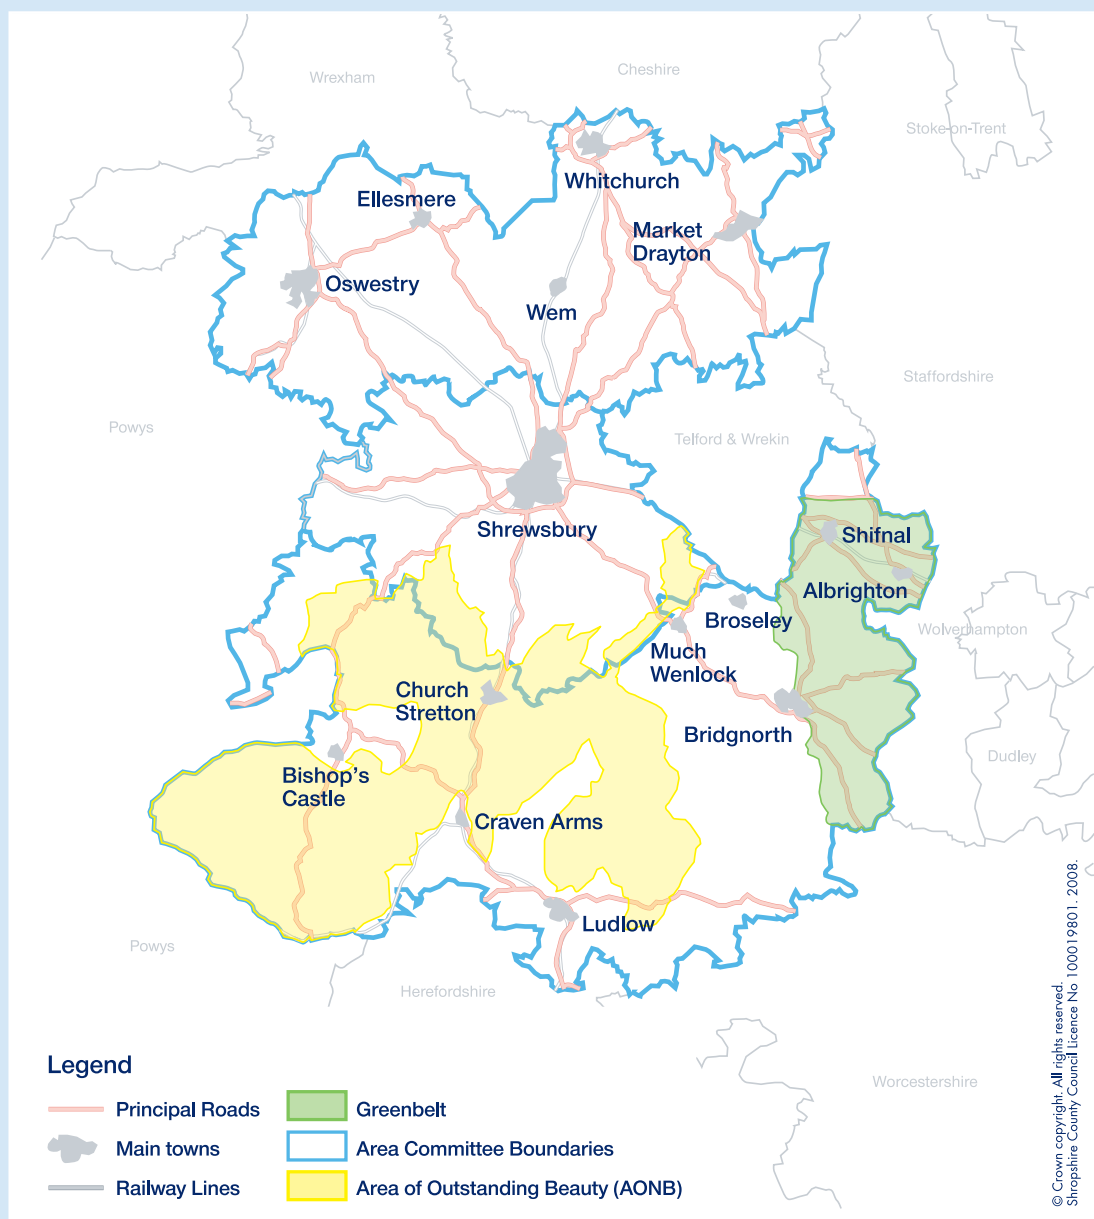 Wrexham
Cheshire
Stoke-on-Trent
Whitchurch
Ellesmere
Market
Drayton
Oswestry
Wem
Staffordshire
Powys
Telford & Wrekin
Shrewsbury
Shifnal
Albrighton
Broseley
Wolverhampton
Much
Wenlock
Church
Stretton
Bridgnorth
Dudley
Bishop's
Castle
Craven Arms
Ludlow
Powys
Herefordshire
Worcestershire
Legend
Principal Roads
Main towns
Railway Lines
Greenbelt
Area Committee Boundaries
Area of Outstanding Beauty (AONB)
© Crown copyright. All rights reserved.
Shropshire County Council Licence No 100019801. 2008.